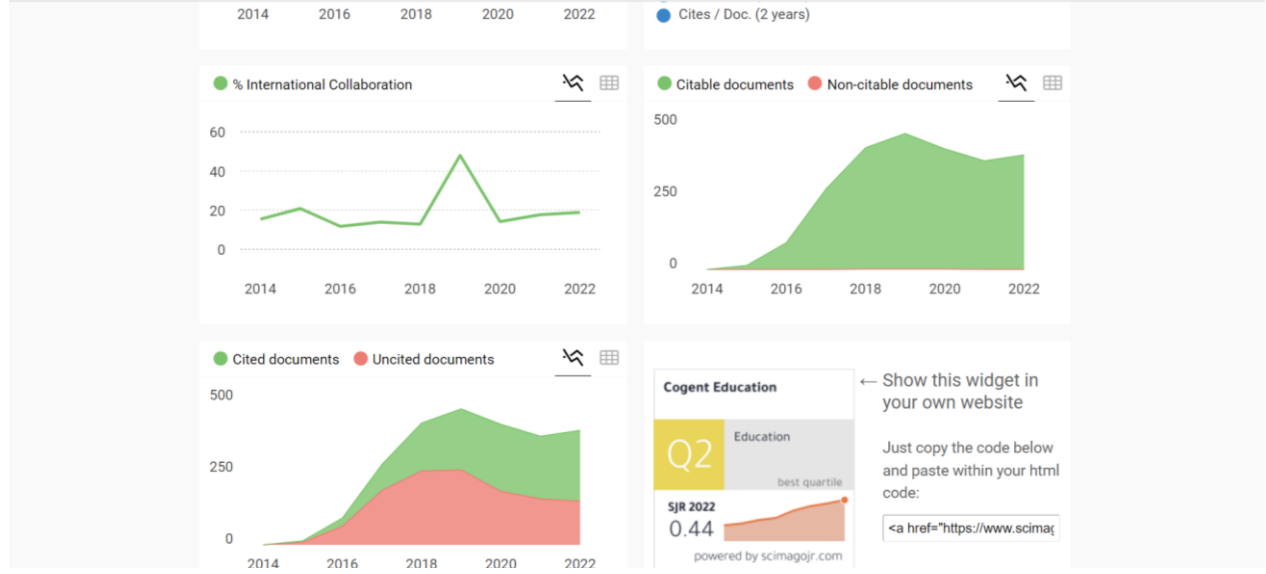 2014 2016 2018 2020 2022
Cites / Doc. (2 years)
% International Collaboration
60
40
20
0
2014 2016 2018 2020 2022
Citable documents Non-citable documents
500
250
0
2014 2016 2018 2020 2022
Cited documents Uncited documents
500
250
0
2014 2016 2018 2020 2022
Cogent Education
Q2
Education
best quartile
SJR 2022
0.44
powered by scimagojr.com
← Show this widget in
your own website
Just copy the code below
and paste within your html
code:
<a href="https://www.scimag